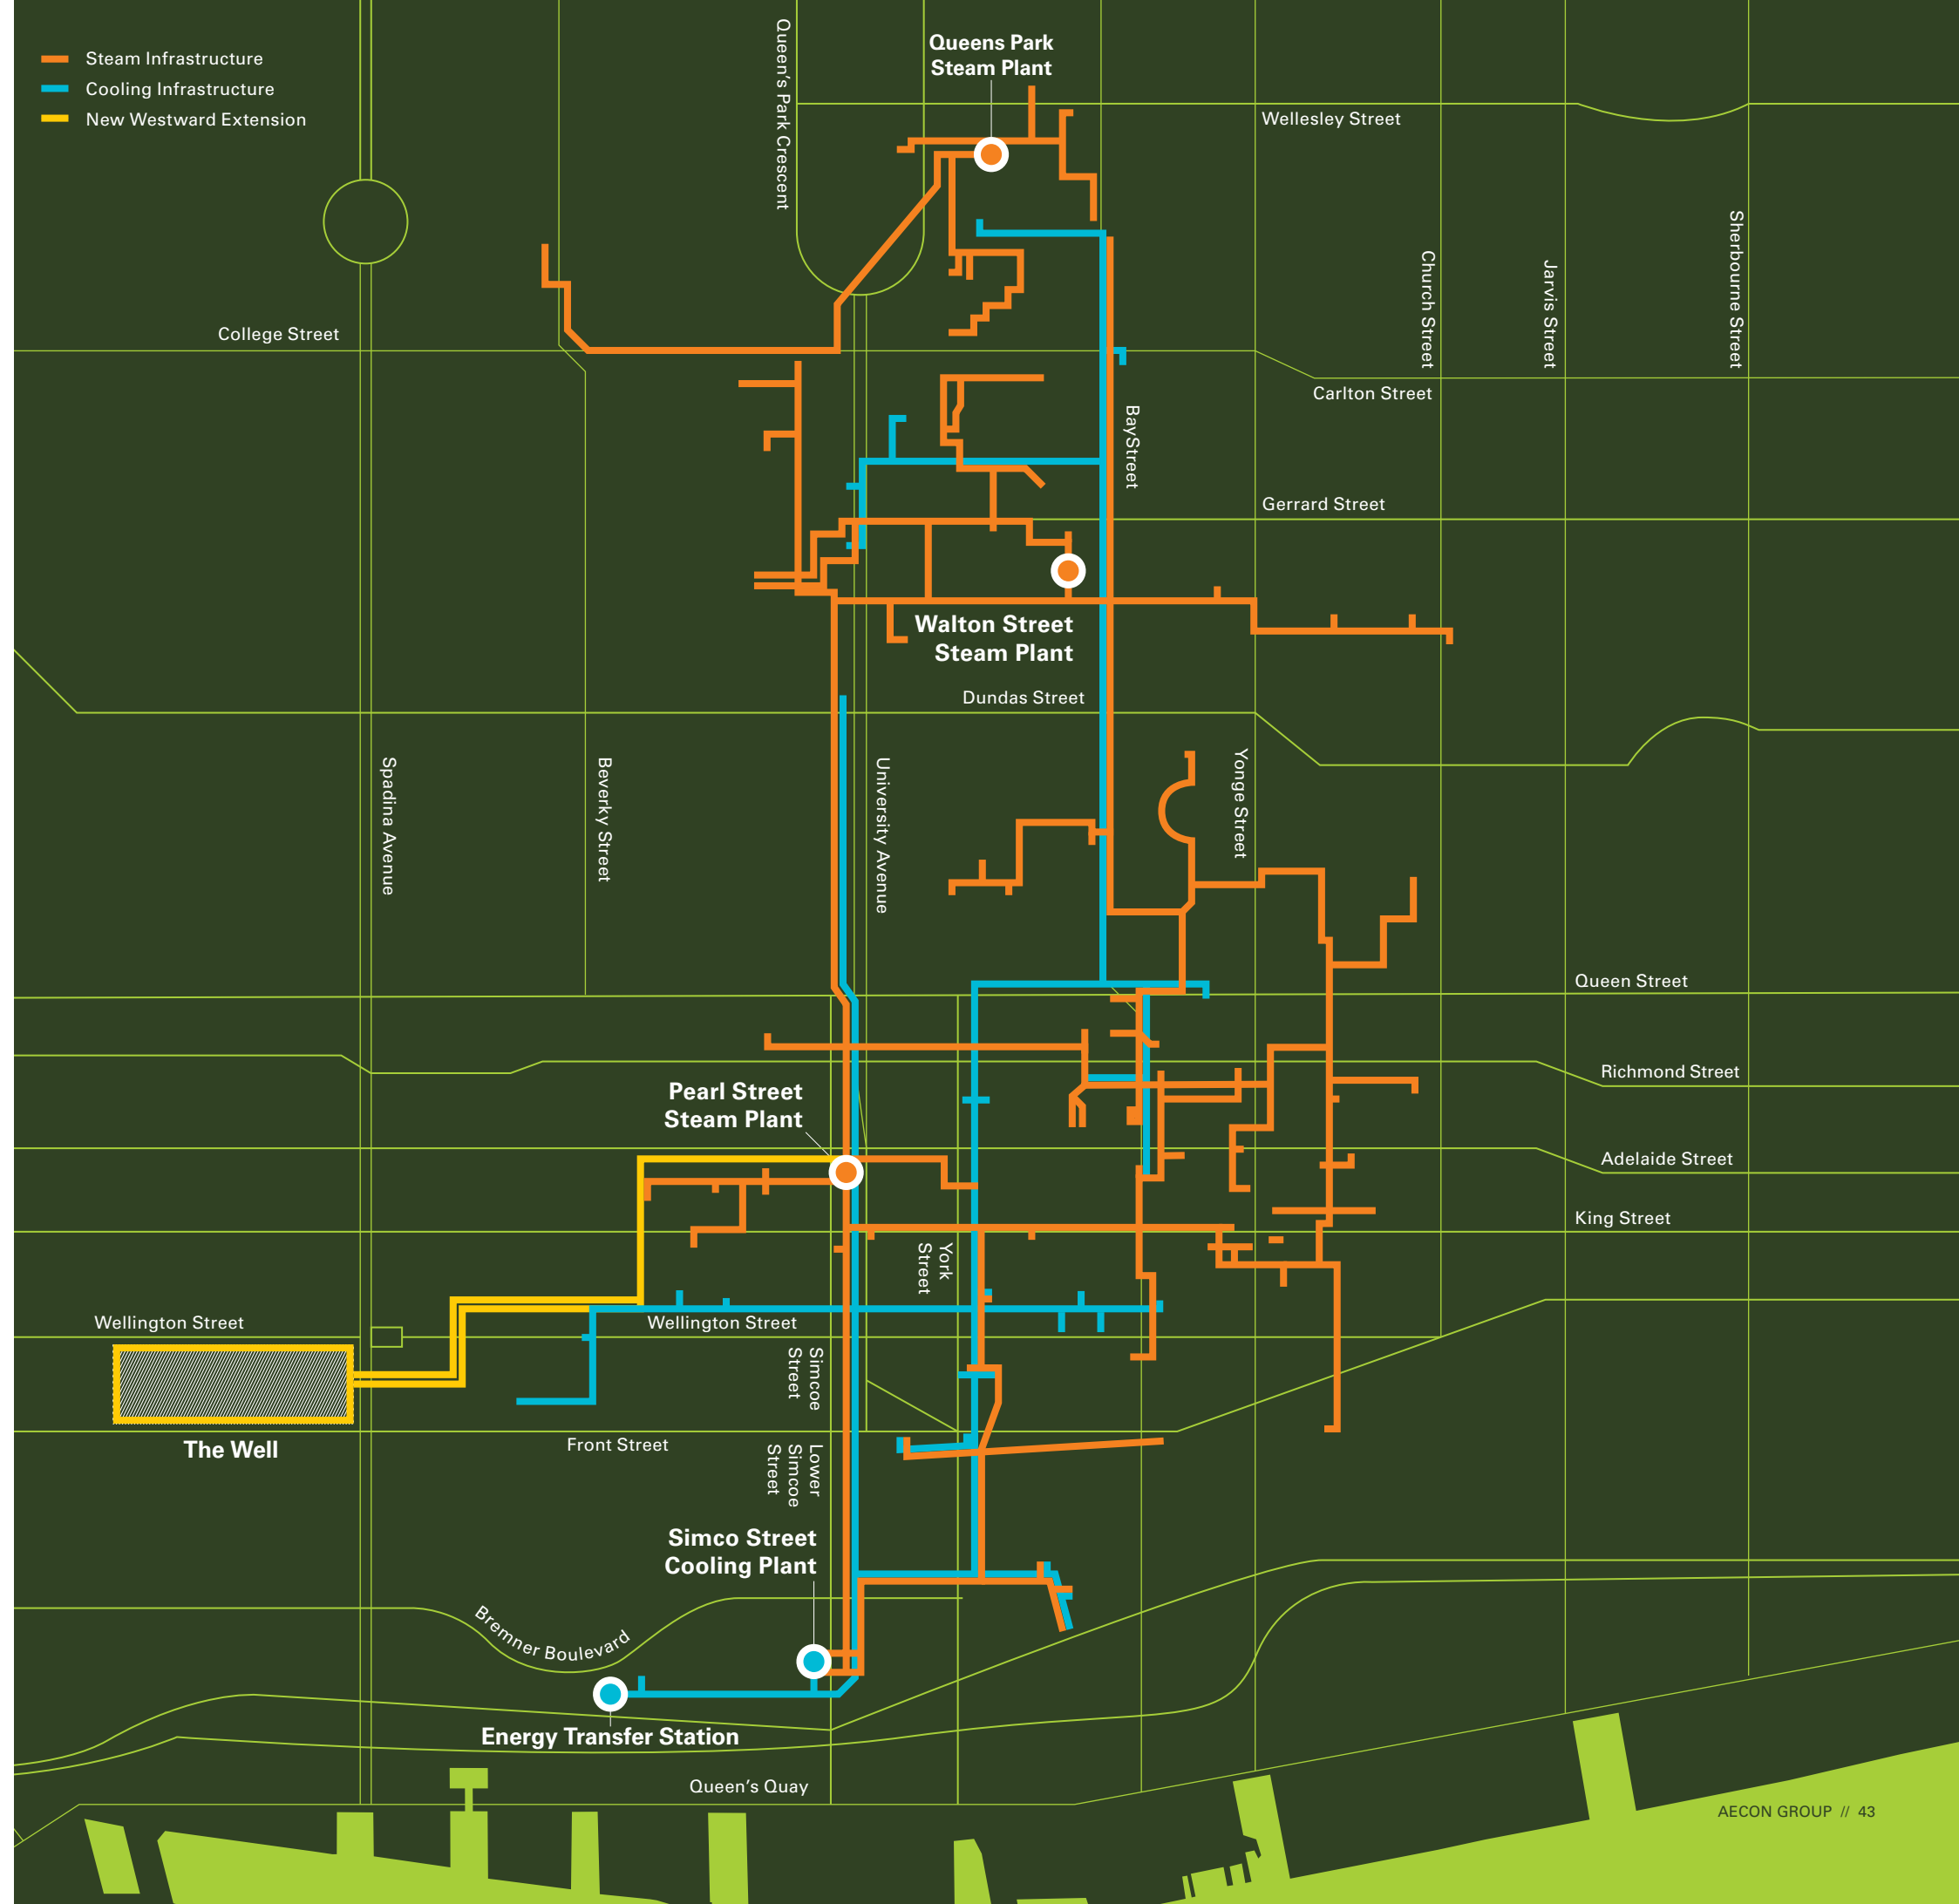 Steam Infrastructure
Cooling Infrastructure
New Westward Extension
Queen's Park Crescent
Queens Park
Steam Plant
Wellesley Street
Sherbourne Street
Church Street
Jarvis Street
College Street
Carlton Street
BayStreet
Gerrard Street
Walton Street
Steam Plant
Dundas Street
Spadina Avenue
Beverky Street
University Avenue
Yonge Street
Queen Street
Richmond Street
Pearl Street
Steam Plant
Adelaide Street
King Street
York
Street
Wellington Street
Wellington Street
Simcoe
Street
The Well
Front Street
Lower
Simcoe
Street
Simco Street
Cooling Plant
Bremner Boulevard
Energy Transfer Station
Queen's Quay
AECON GROUP // 43